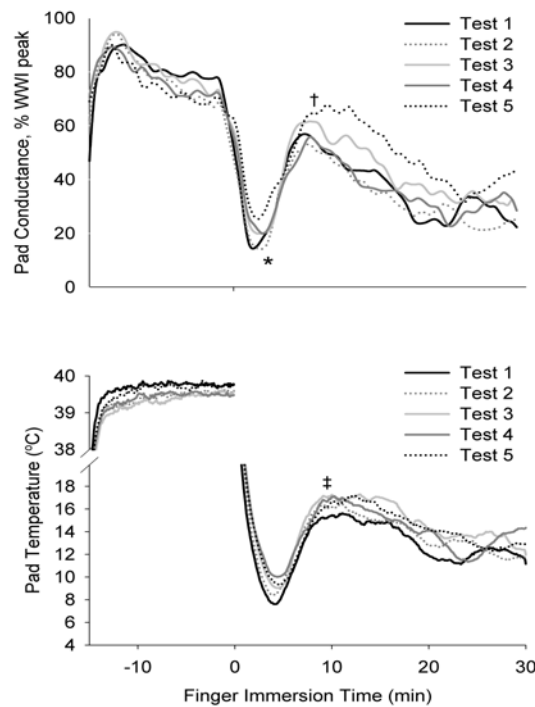 Pad Conductance, % WWI peak
100
80
60
40
20
0
Test 1
Test 2
Test 3
Test 4
Test 5
†
*
Pad Temperature (ºC)
40
39
38
18
16
14
12
10
8
6
4
Test 1
Test 2
Test 3
Test 4
Test 5
‡
-10
0
10
20
30
Finger Immersion Time (min)